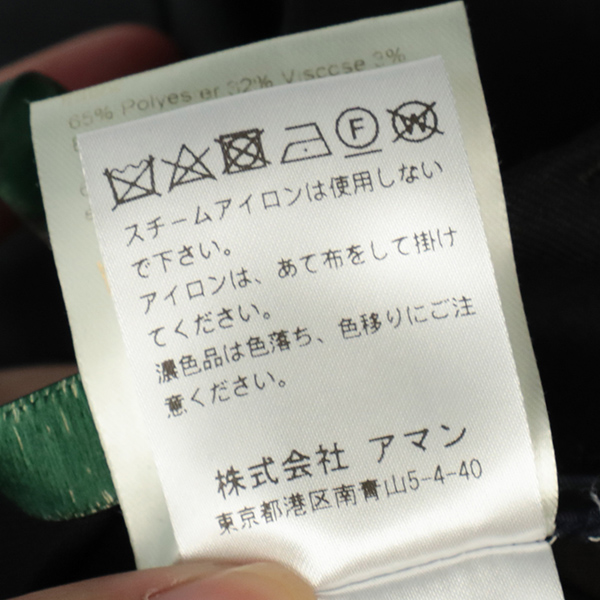 65% Polyes er 32% Viscose 3%
F W
スチームアイロンは使用しない
で下さい。
アイロンは、あて布をして掛け
てください。
濃色品は色落ち、色移りにご注
意ください。
株式会社 アマン
東京都港区南青山5-4-40